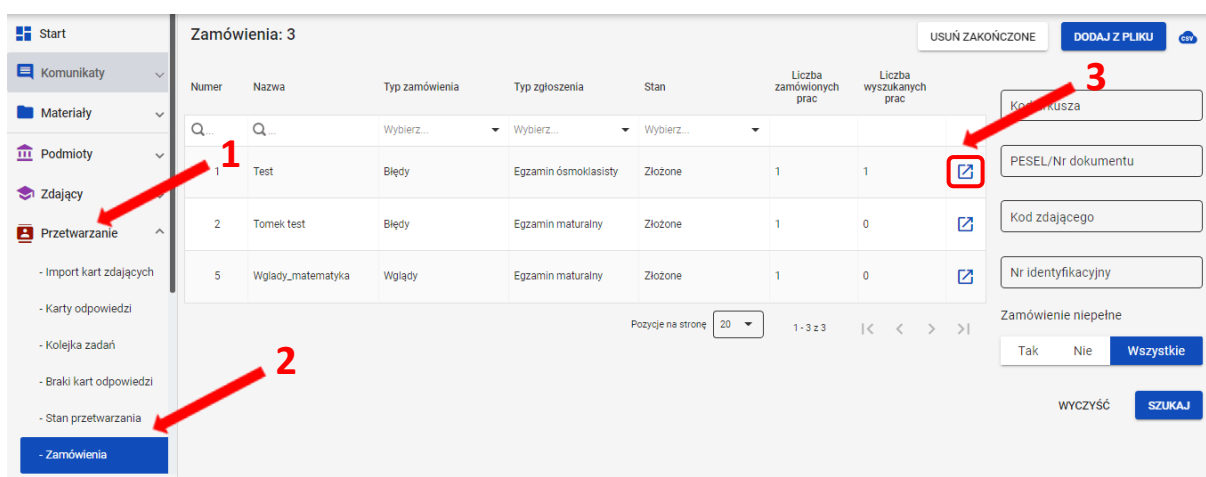 Start
Komunikaty
Materiały
Podmioty
Zdający
Przetwarzanie
- Import kart zdających
- Karty odpowiedzi
- Kolejka zadań
- Braki kart odpowiedzi
- Stan przetwarzania
- Zamówienia
1
2
Zamówienia: 3
USUŃ ZAKOŃCZONE
DODAJ Z PLIKU
CSV
Numer Nazwa Typ zamówienia Typ zgłoszenia Stan Liczba zamówionych prac Liczba wyszukanych prac
... ... Wybierz... Wybierz... Wybierz...
1 Test Błędy Egzamin ósmoklasisty Złożone 1 1
2 Tomek test Błędy Egzamin maturalny Złożone 1 0
5 Wglady_matematyka Wglądy Egzamin maturalny Złożone 1 0
Pozycje na stronę 20 1 - 3 z 3
3
PESEL/Nr dokumentu
Kod zdającego
Nr identyfikacyjny
Zamówienie niepełne
Tak Nie Wszystkie
WYCZYŚĆ SZUKAJ